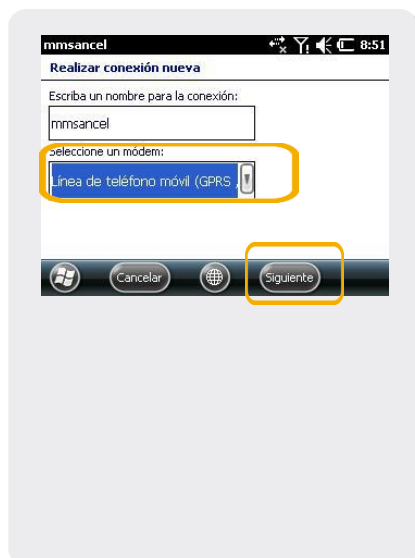 mmsancel 8:51
Realizar conexión nueva
Escriba un nombre para la conexión:
mmsancel
Seleccione un módem:
Línea de teléfono móvil (GPRS ,
Cancelar Siguiente